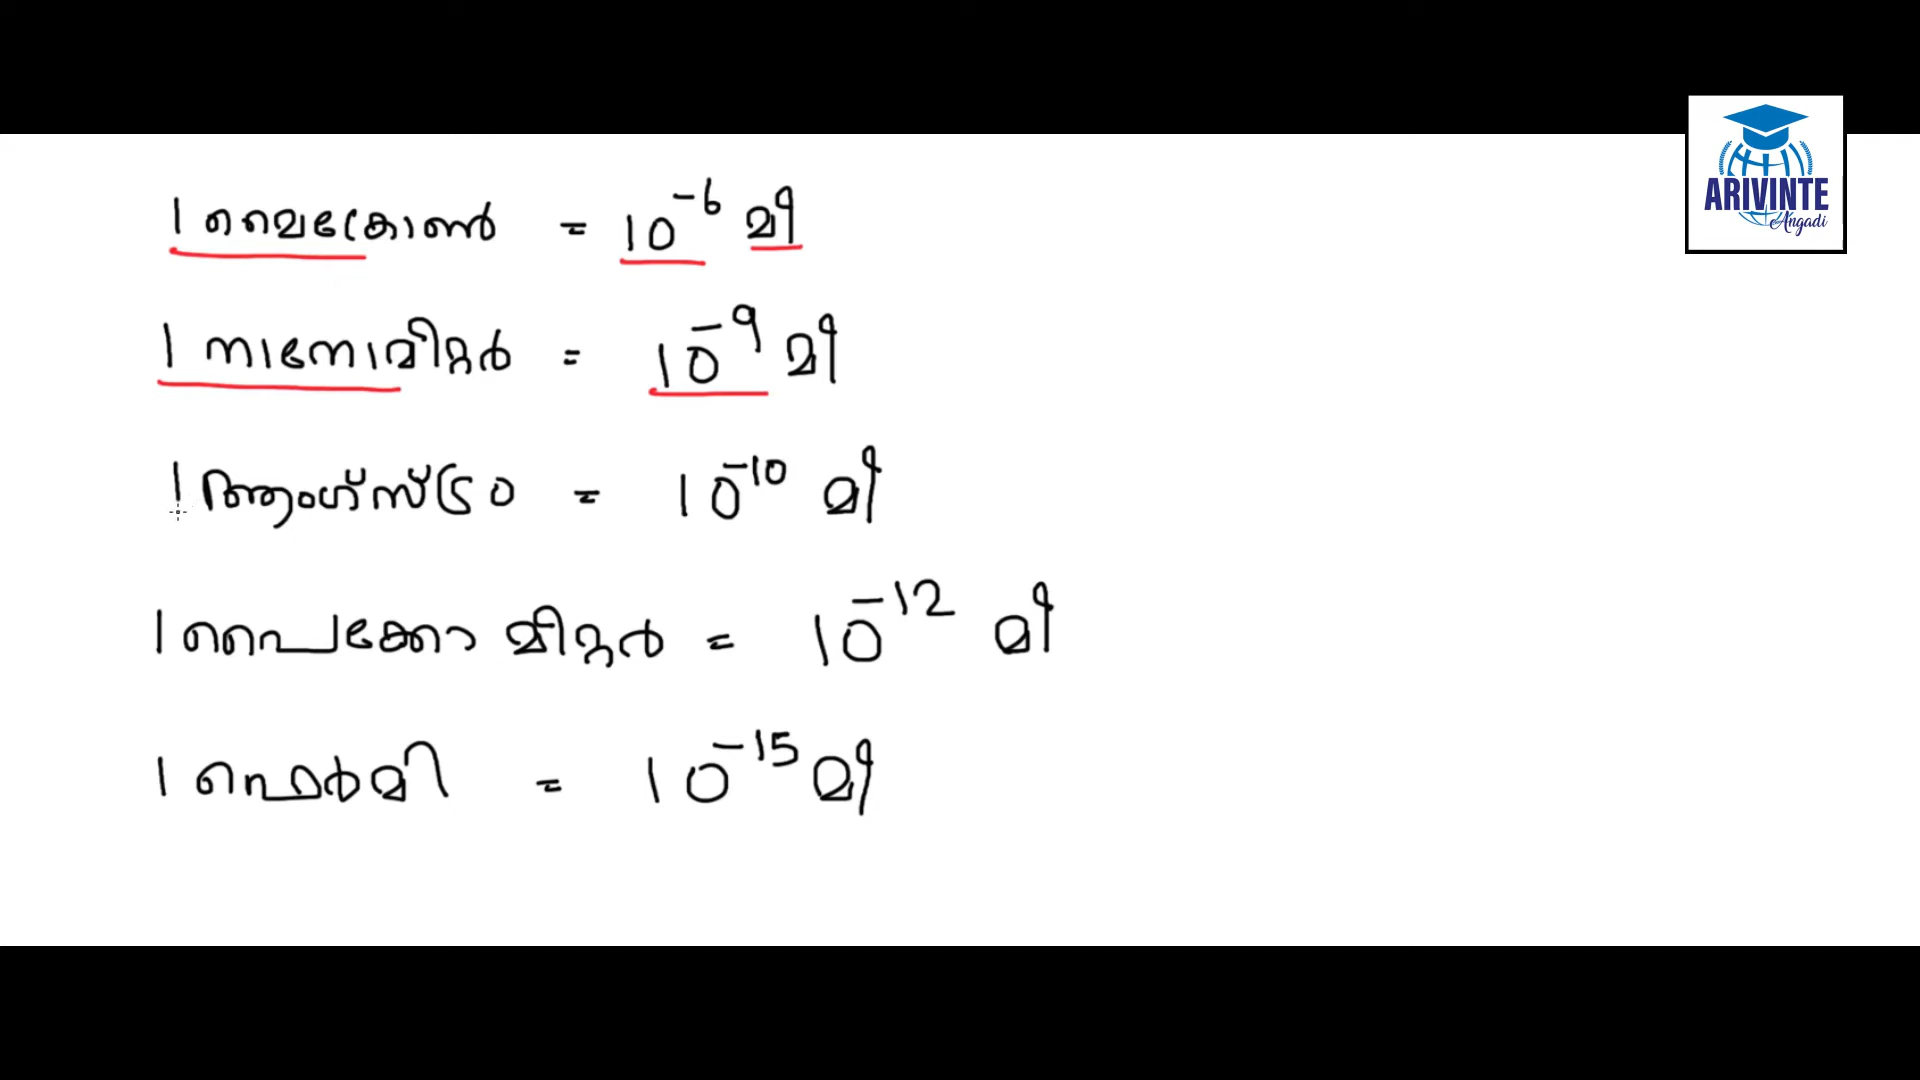 1 മൈക്രോൺ = 10⁻⁶ മീ
1 നാനോമീറ്റർ = 10⁻⁹ മീ
1 ആംഗ്സ്ട്രം = 10⁻¹⁰ മീ
1 പൈക്കോ മീറ്റർ = 10⁻¹² മീ
1 ഫെർമി = 10⁻¹⁵ മീ
ARIVINTE
eAngadi